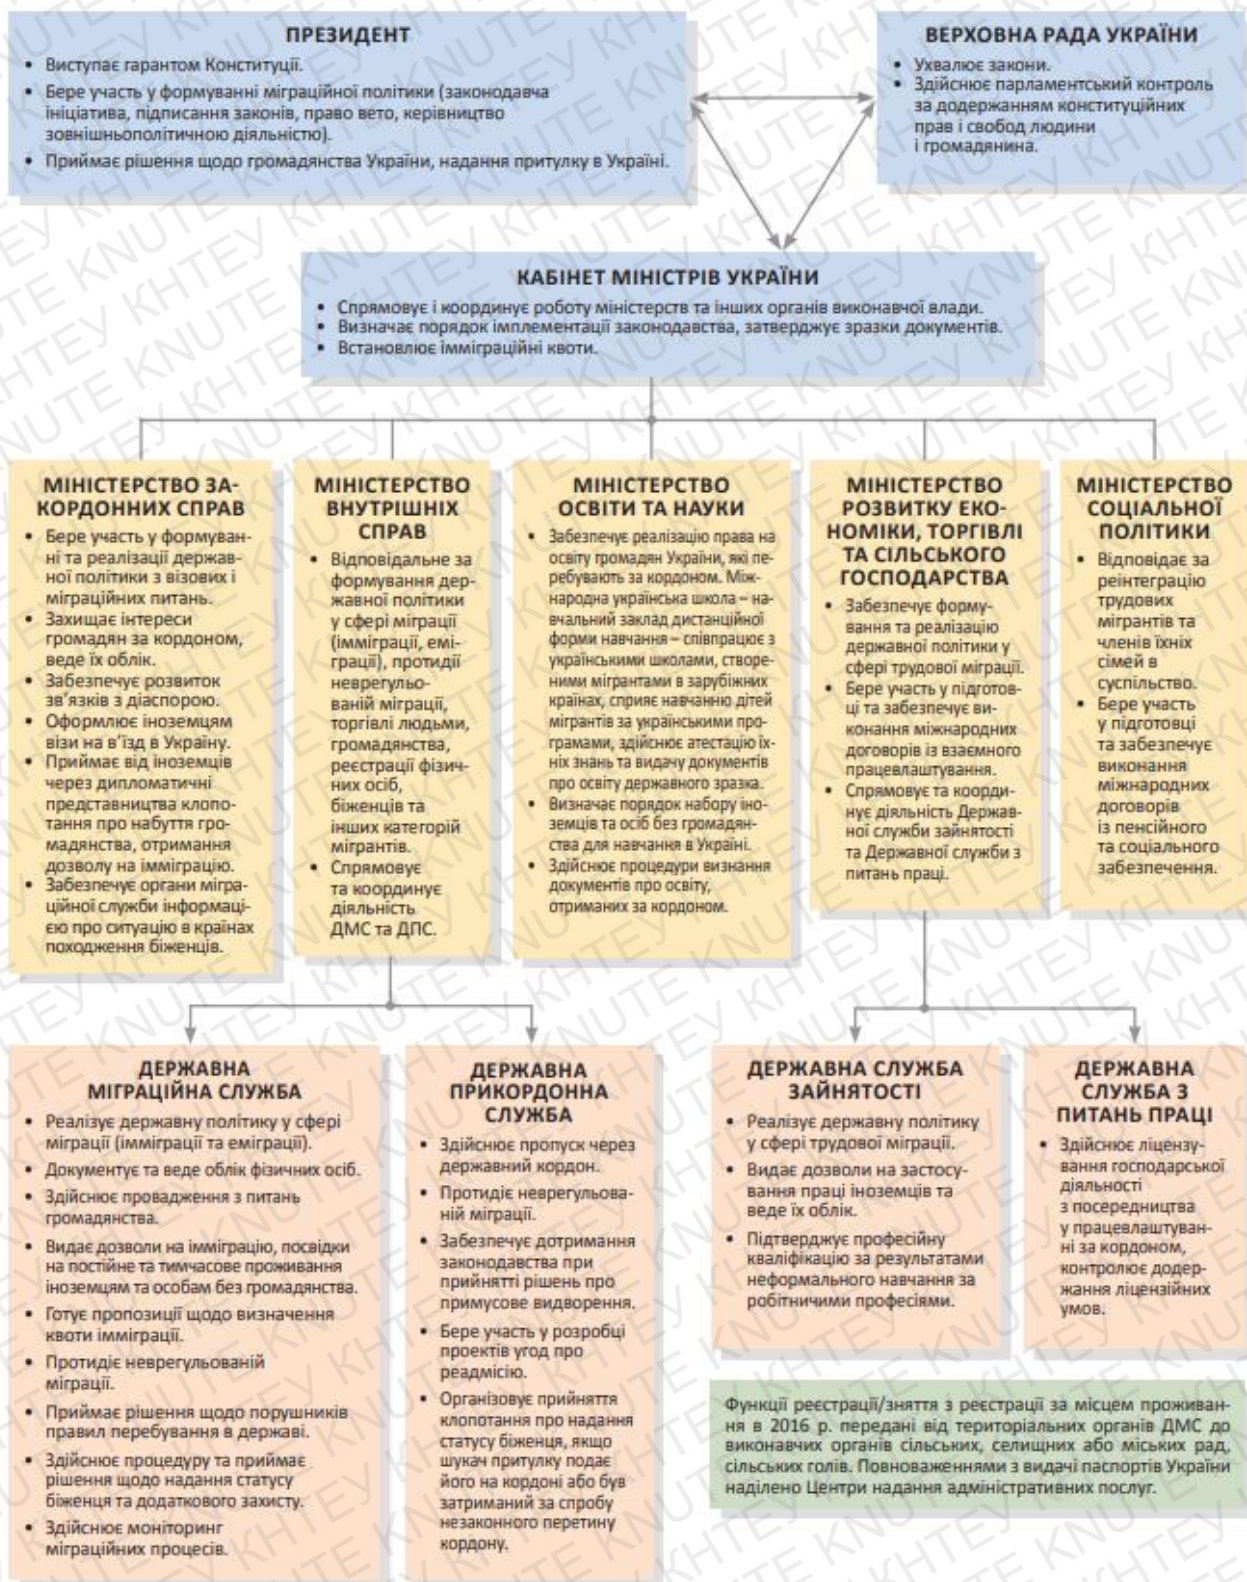 ПРЕЗИДЕНТ
• Виступає гарантом Конституції.
• Бере участь у формуванні міграційної політики (законодавча
ініціатива, підписання законів, право вето, керівництво
зовнішньополітичною діяльністю).
• Приймає рішення щодо громадянства України, надання притулку в Україні.
ВЕРХОВНА РАДА УКРАЇНИ
• Ухвалює закони.
• Здійснює парламентський контроль
за додержанням конституційних
прав і свобод людини
і громадянина.
КАБІНЕТ МІНІСТРІВ УКРАЇНИ
• Спрямовує і координує роботу міністерств та інших органів виконавчої влади.
• Визначає порядок імплементації законодавства, затверджує зразки документів.
• Встановлює імміграційні квоти.
МІНІСТЕРСТВО ЗА-
КОРДОННИХ СПРАВ
• Бере участь у формуван-
ні та реалізації держав-
ної політики з візових і
міграційних питань.
• Захищає інтереси
громадян за кордоном,
веде їх облік.
• Забезпечує розвиток
зв’язків з діаспорою.
• Оформлює іноземцям
візи на в’їзд в Україну.
• Приймає від іноземців
через дипломатичні
представництва клопо-
тання про набуття гро-
мадянства, отримання
дозволу на імміграцію.
• Забезпечує органи мігра-
ційної служби інформаці-
єю про ситуацію в країнах
походження біженців.
МІНІСТЕРСТВО
ВНУТРІШНІХ
СПРАВ
• Відповідальне за
формування дер-
жавної політики
у сфері міграції
(імміграції, емі-
грації), протидії
неврегульо-
ваній міграції,
торгівлі людьми,
громадянства,
реєстрації фізич-
них осіб,
біженців та
інших категорій
мігрантів.
• Спрямовує
та координує
діяльність
ДМС та ДПС.
МІНІСТЕРСТВО
ОСВІТИ ТА НАУКИ
• Забезпечує реалізацію права на
освіту громадян України, які пе-
ребувають за кордоном. Між-
народна українська школа – на-
вчальний заклад дистанційної
форми навчання – співпрацює з
українськими школами, створе-
ними мігрантами в зарубіжних
країнах, сприяє навчанню дітей
мігрантів за українськими про-
грамами, здійснює атестацію їх-
ніх знань та видачу документів
про освіту державного зразка.
• Визначає порядок набору іно-
земців та осіб без громадян-
ства для навчання в Україні.
• Здійснює процедури визнання
документів про освіту,
отриманих за кордоном.
МІНІСТЕРСТВО
РОЗВИТКУ ЕКО-
НОМІКИ, ТОРГІВЛІ
ТА СІЛЬСЬКОГО
ГОСПОДАРСТВА
• Забезпечує форму-
вання та реалізацію
державної політики у
сфері трудової міграції.
• Бере участь у підготов-
ці та забезпечує ви-
конання міжнародних
договорів із взаємного
працевлаштування.
• Спрямовує та коорди-
нує діяльність Держав-
ної служби зайнятості
та Державної служби з
питань праці.
МІНІСТЕРСТВО
СОЦІАЛЬНОЇ
ПОЛІТИКИ
• Відповідає за
реінтеграцію
трудових
мігрантів та
членів їхніх
сімей в
суспільство.
• Бере участь
у підготовці
та забезпечує
виконання
міжнародних
договорів
із пенсійного
та соціального
забезпечення.
ДЕРЖАВНА
МІГРАЦІЙНА СЛУЖБА
• Реалізує державну політику у сфері
міграції (імміграції та еміграції).
• Документує та веде облік фізичних осіб.
• Здійснює провадження з питань
громадянства.
• Видає дозволи на імміграцію, посвідки
на постійне та тимчасове проживання
іноземцям та особам без громадянства.
• Готує пропозиції щодо визначення
квоти імміграції.
• Протидіє неврегульованій
міграції.
• Приймає рішення щодо порушників
правил перебування в державі.
• Здійснює процедуру та приймає
рішення щодо надання статусу
біженця та додаткового захисту.
• Здійснює моніторинг
міграційних процесів.
ДЕРЖАВНА
ПРИКОРДОННА
СЛУЖБА
• Здійснює пропуск через
державний кордон.
• Протидіє неврегульова-
ній міграції.
• Забезпечує дотримання
законодавства при
прийнятті рішень про
примусове видворення.
• Бере участь у розробці
проектів угод про
реадмісію.
• Організовує прийняття
клопотання про надання
статусу біженця, якщо
шукач притулку подає
його на кордоні або був
затриманий за спробу
незаконного перетину
кордону.
ДЕРЖАВНА СЛУЖБА
ЗАЙНЯТОСТІ
• Реалізує державну політику
у сфері трудової міграції.
• Видає дозволи на застосу-
вання праці іноземців та
веде їх облік.
• Підтверджує професійну
кваліфікацію за результатами
неформального навчання за
робітничими професіями.
ДЕРЖАВНА
СЛУЖБА З
ПИТАНЬ ПРАЦІ
• Здійснює ліцензу-
вання господарської
діяльності
з посередництва
у працевлаштуван-
ні за кордоном,
контролює додер-
жання ліцензійних
умов.
Функції реєстрації/зняття з реєстрації за місцем проживан-
ня в 2016 р. передані від територіальних органів ДМС до
виконавчих органів сільських, селищних або міських рад,
сільських голів. Повноваженнями з видачі паспортів України
наділено Центри надання адміністративних послуг.